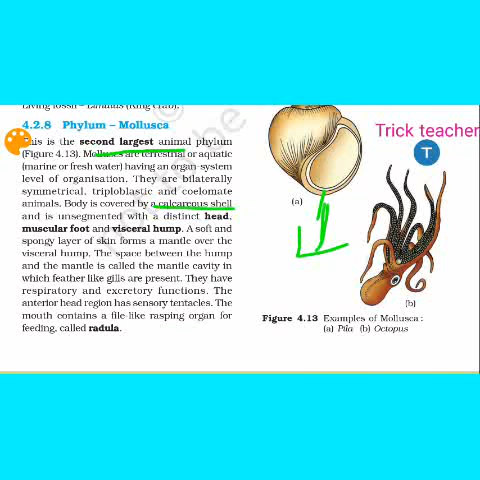 Living fossil – Limulus (King crab).
4.2.8 Phylum – Mollusca
This is the second largest animal phylum
(Figure 4.13). Molluscs are terrestrial or aquatic
(marine or fresh water) having an organ-system
level of organisation. They are bilaterally
symmetrical, triploblastic and coelomate
animals. Body is covered by a calcareous shell
and is unsegmented with a distinct head,
muscular foot and visceral hump. A soft and
spongy layer of skin forms a mantle over the
visceral hump. The space between the hump
and the mantle is called the mantle cavity in
which feather like gills are present. They have
respiratory and excretory functions. The
anterior head region has sensory tentacles. The
mouth contains a file-like rasping organ for
feeding, called radula.
Trick teacher
T
(a)
(b)
Figure 4.13 Examples of Mollusca :
(a) Pila (b) Octopus